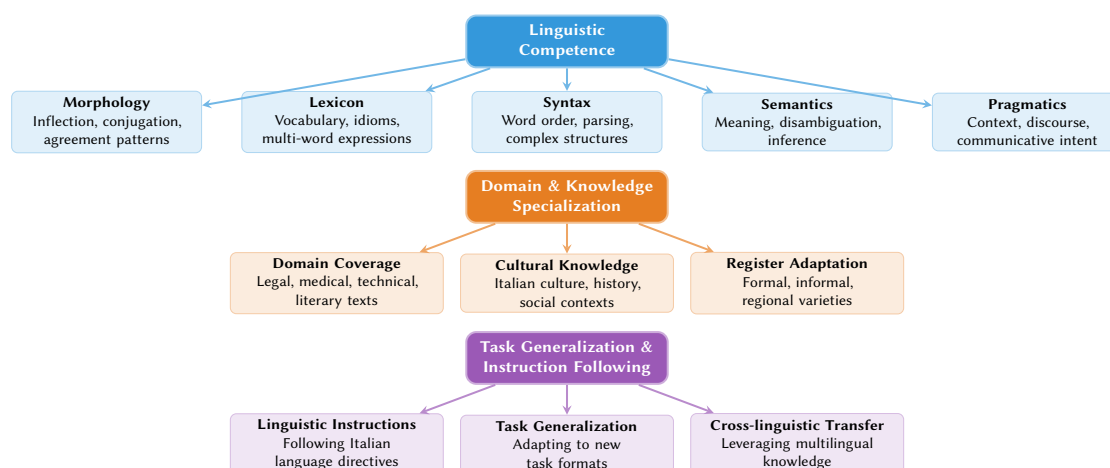 Linguistic
Competence
Morphology
Inflection, conjugation,
agreement patterns
Lexicon
Vocabulary, idioms,
multi-word expressions
Syntax
Word order, parsing,
complex structures
Semantics
Meaning, disambiguation,
inference
Pragmatics
Context, discourse,
communicative intent
Domain & Knowledge
Specialization
Domain Coverage
Legal, medical, technical,
literary texts
Cultural Knowledge
Italian culture, history,
social contexts
Register Adaptation
Formal, informal,
regional varieties
Task Generalization &
Instruction Following
Linguistic Instructions
Following Italian
language directives
Task Generalization
Adapting to new
task formats
Cross-linguistic Transfer
Leveraging multilingual
knowledge